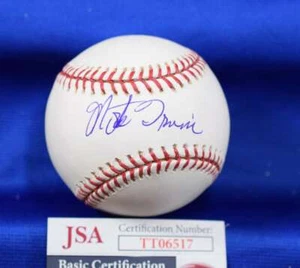 JSA
Certification Number:
TT06517
Basic Certification